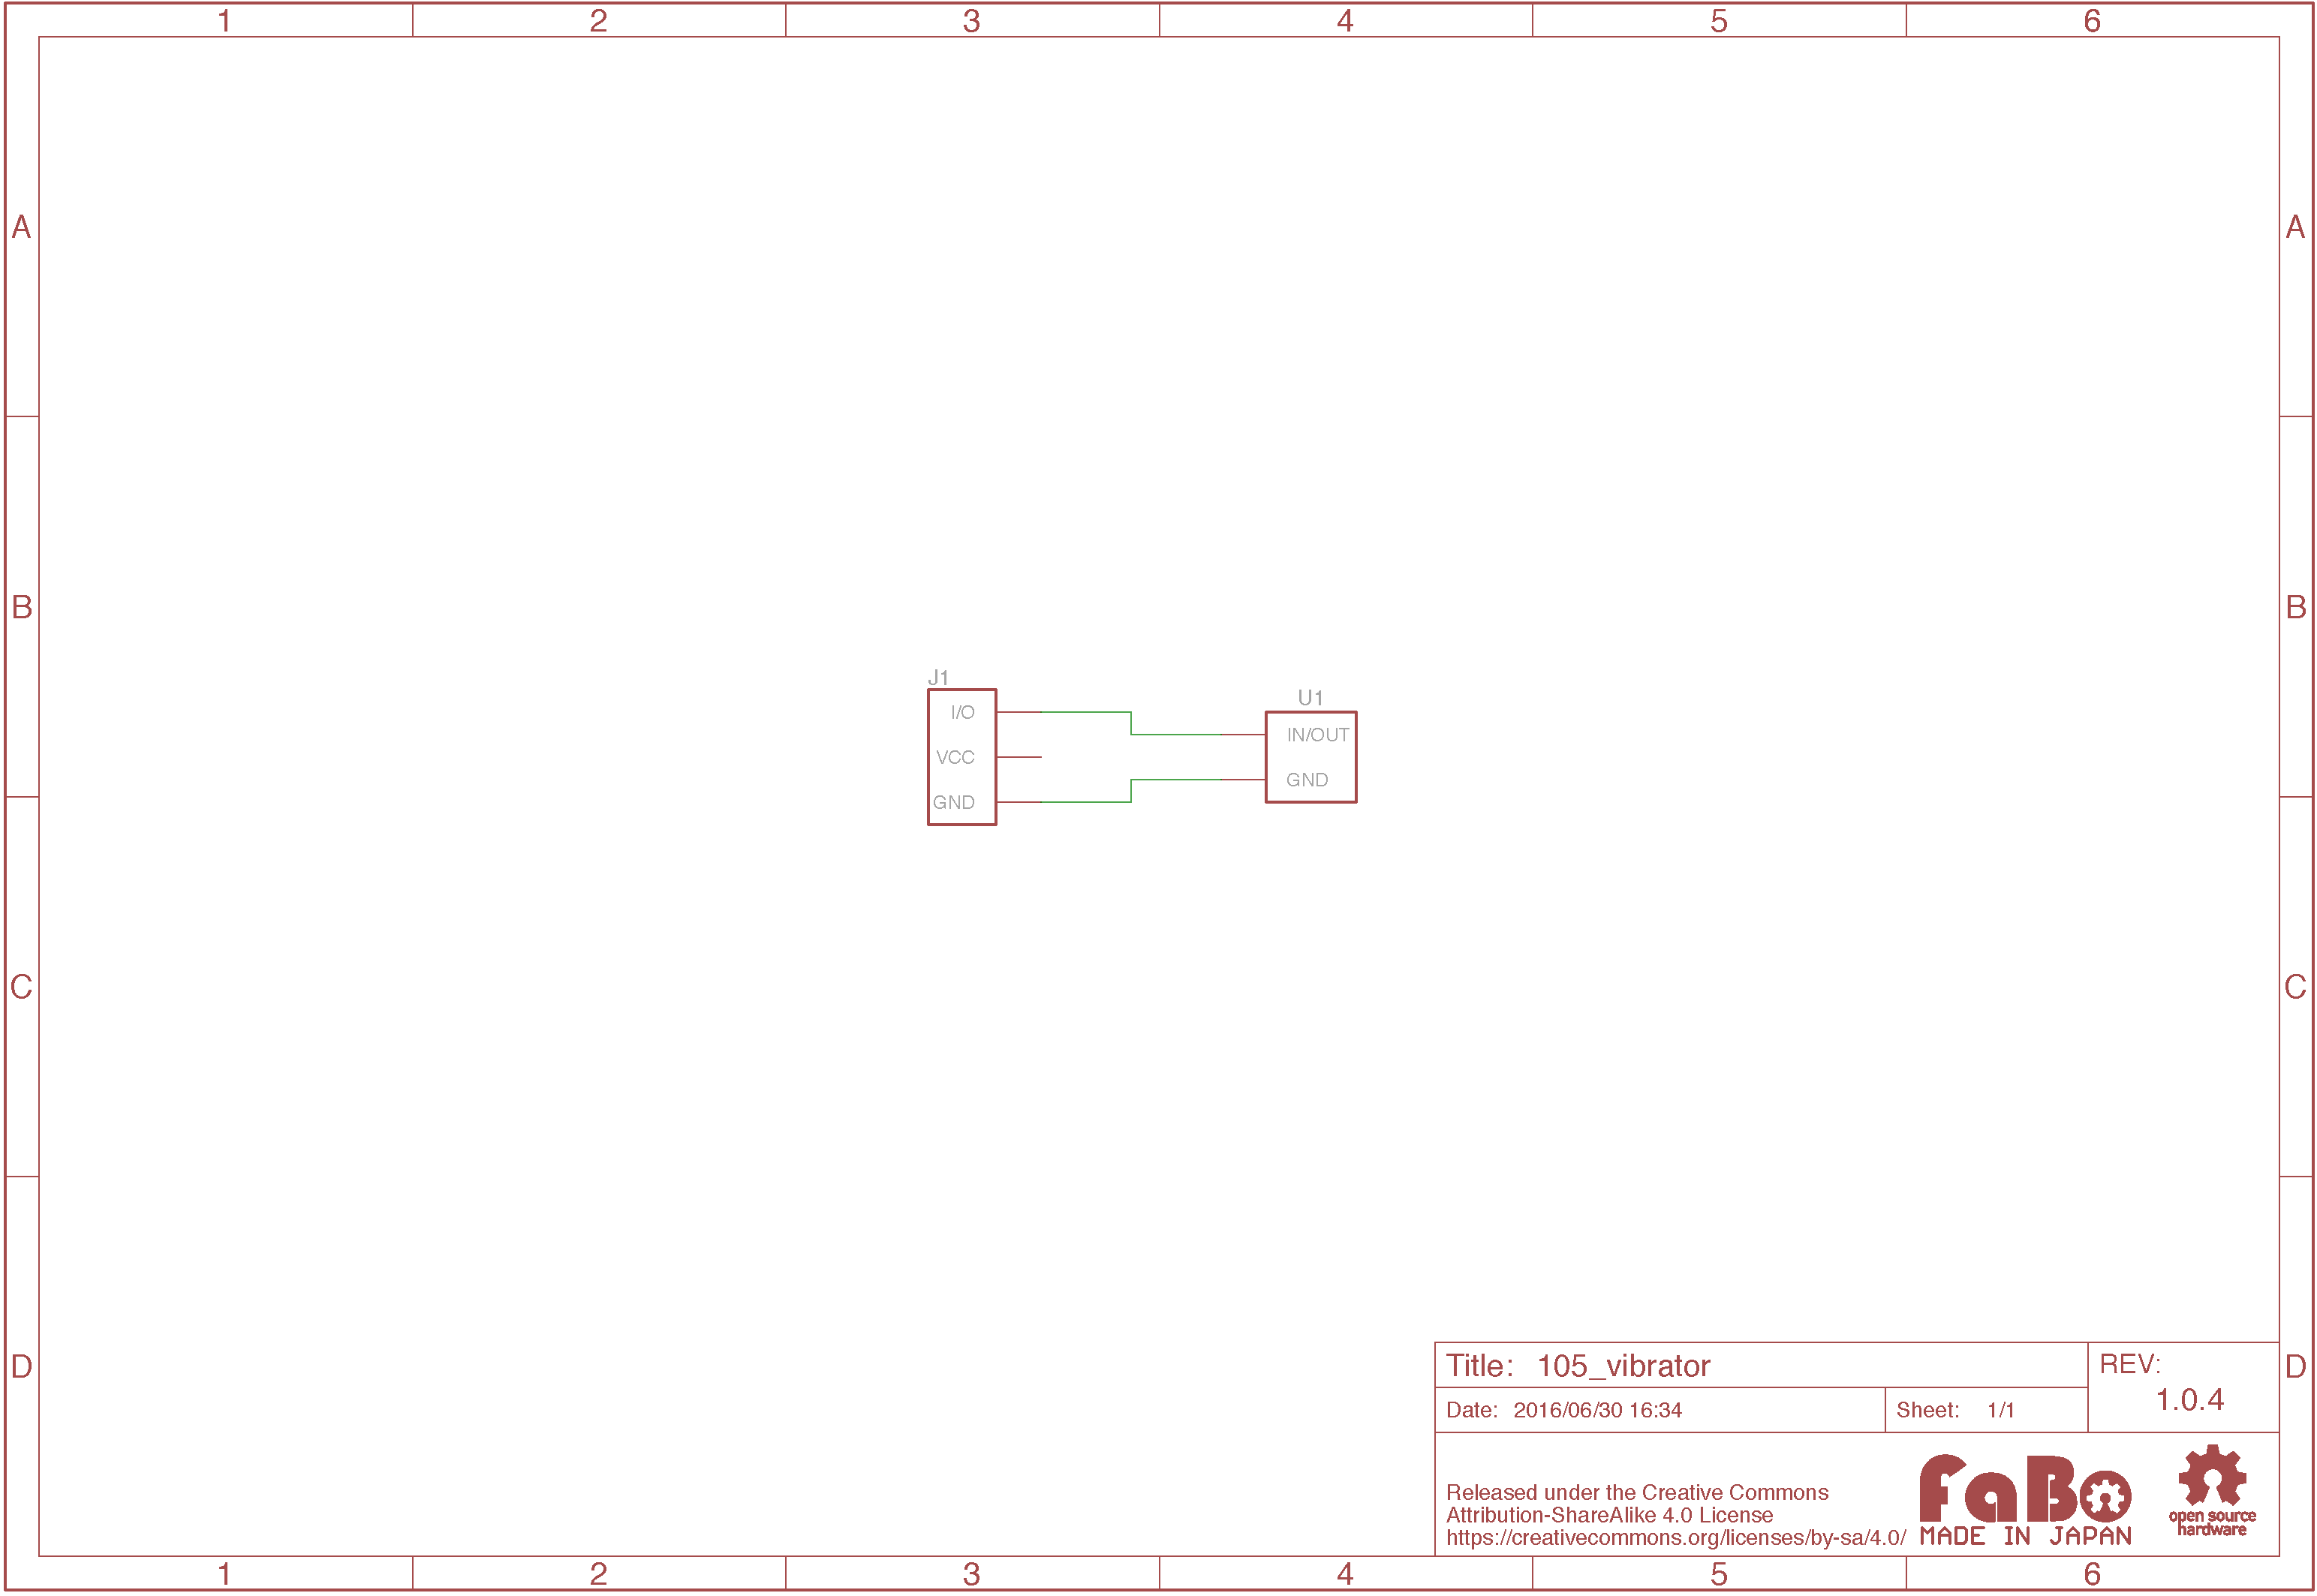 1 2 3 4 5 6
A A
B B
J1
I/O
VCC
GND
U1
IN/OUT
GND
C C
D D
Title: 105_vibrator
REV:
1.0.4
Date: 2016/06/30 16:34
Sheet: 1/1
Released under the Creative Commons
Attribution-ShareAlike 4.0 License
https://creativecommons.org/licenses/by-sa/4.0/
FaBo
MADE IN JAPAN
open source
hardware
1 2 3 4 5 6